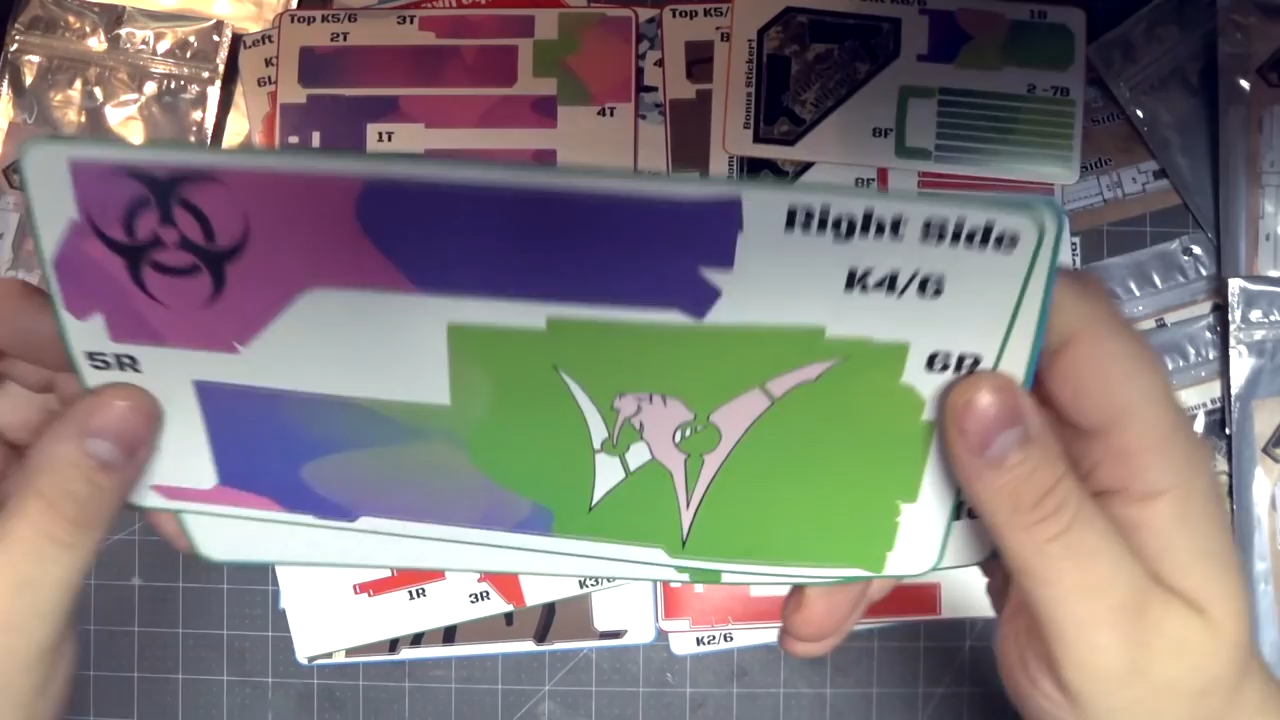 Top K5/6
3T
2T
1T
4T
Left
6L
Top K5/
Bonus Sticker!
1B
2 -7B
8F
8F
Side
Side
Right Side
K4/6
5R
6R
1R
3R
K3/6
K2/6